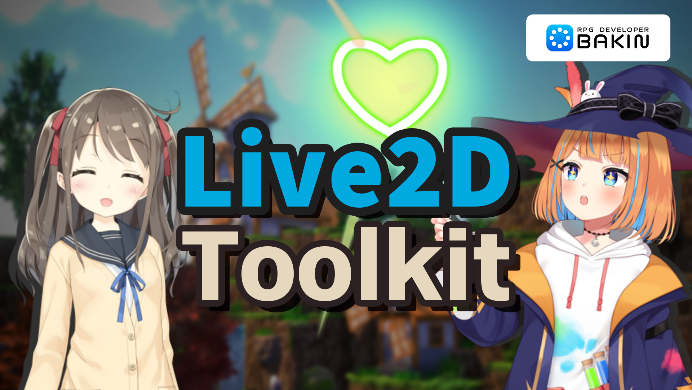 RPG DEVELOPER
BAKIN
Live2D
Toolkit